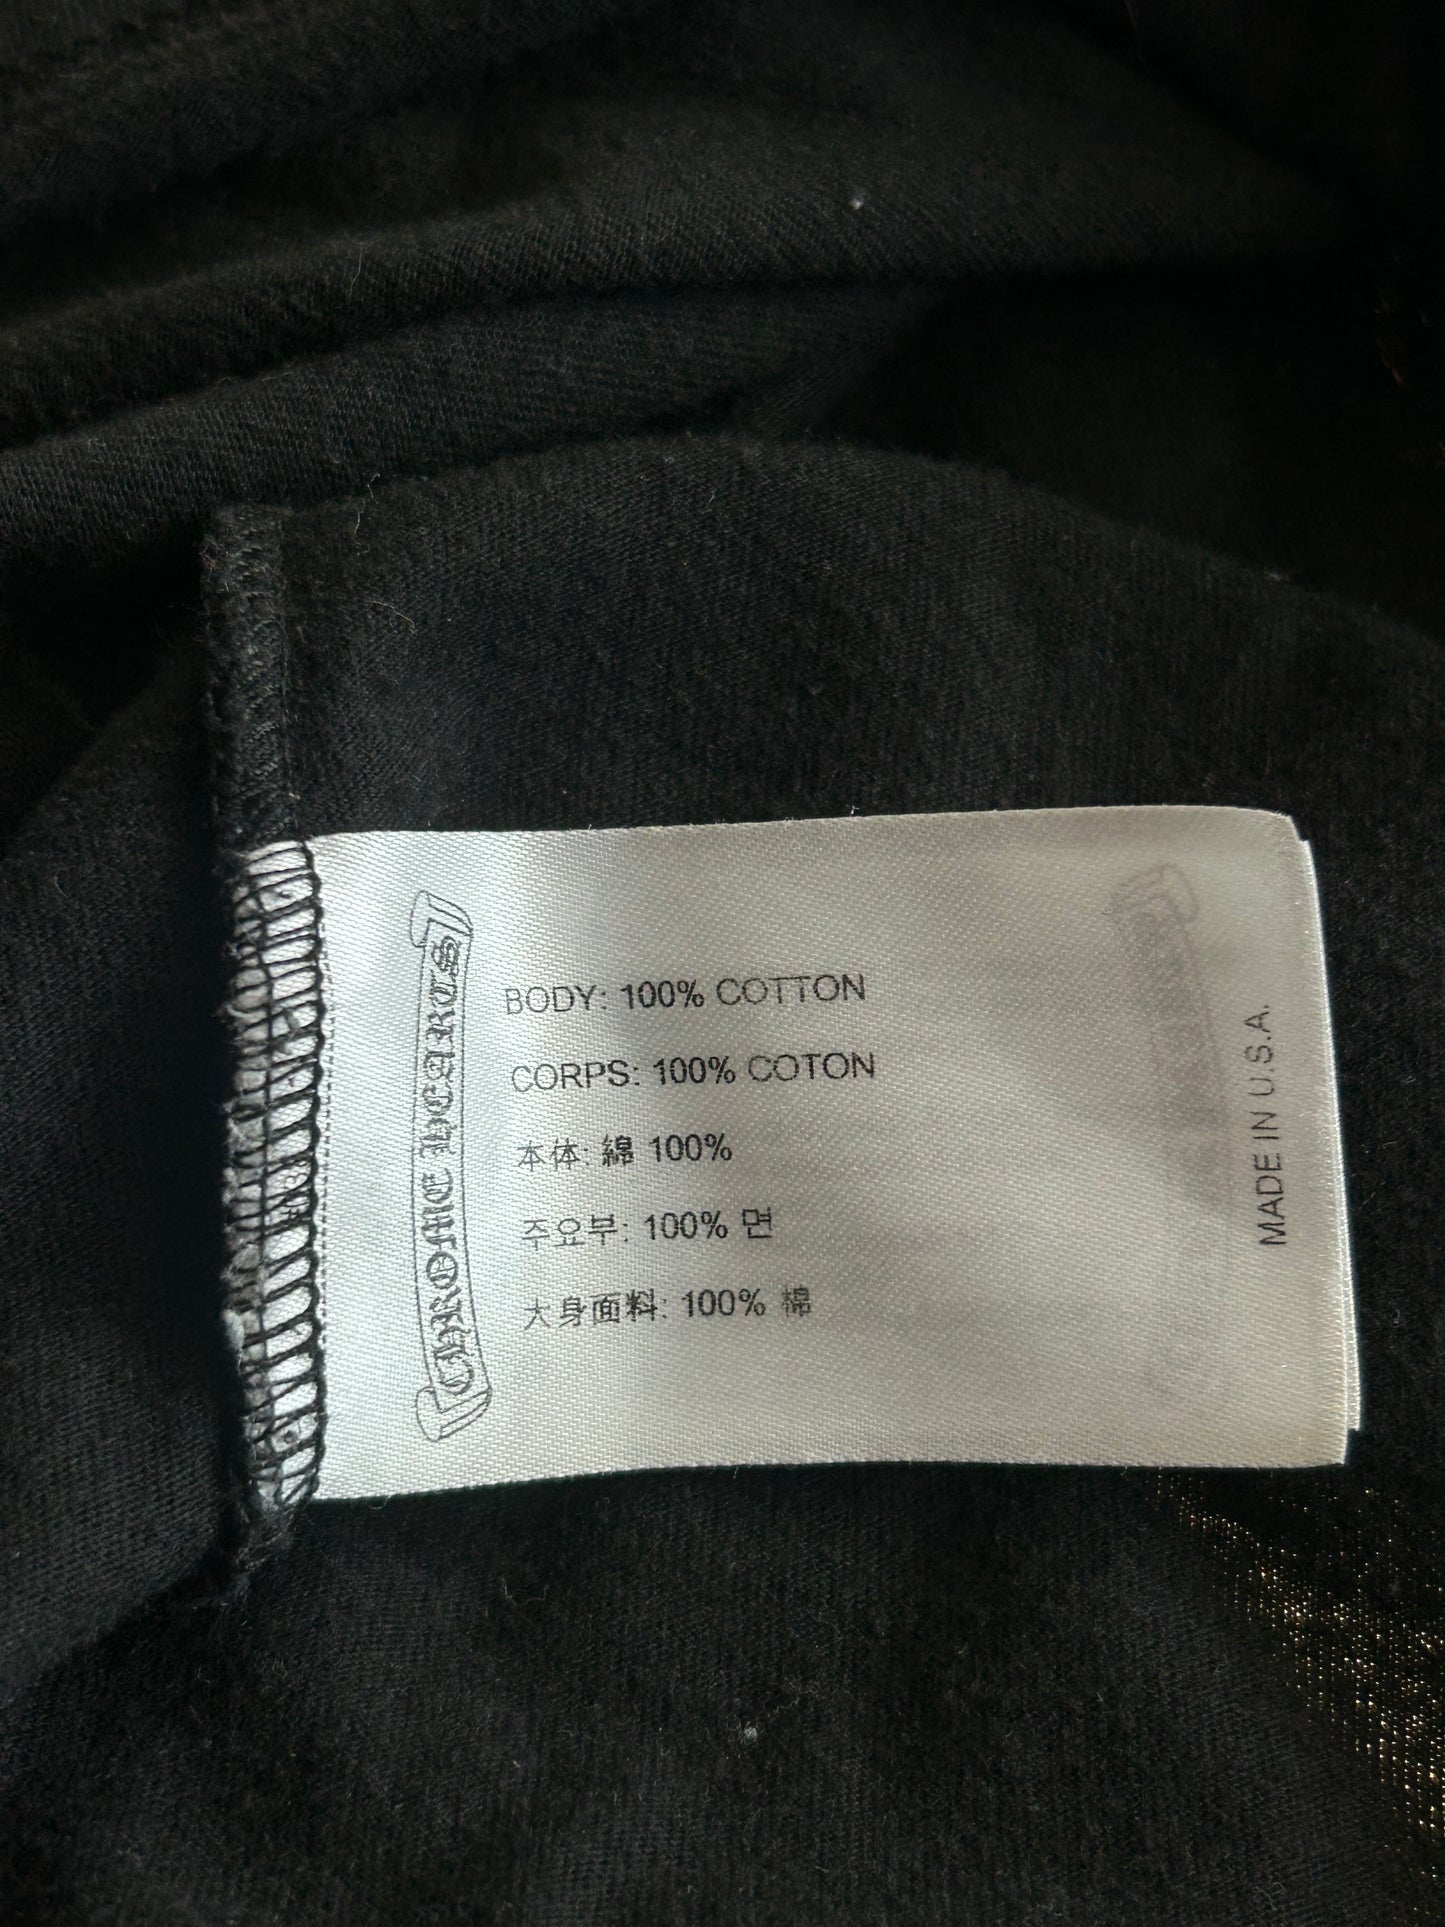 CHROME HEARTS
BODY: 100% COTTON
CORPS: 100% COTON
本体: 綿 100%
주요부: 100% 면
大身面料: 100% 棉
MADE IN U.S.A.